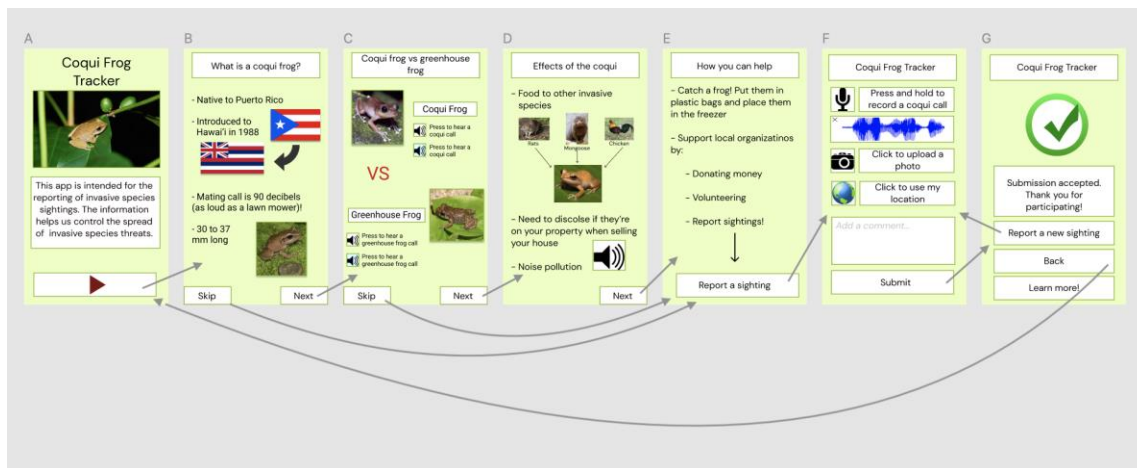 A
Coqui Frog
Tracker
This app is intended for the
reporting of invasive species
sightings. The information
helps us control the spread
of invasive species threats.
B
What is a coqui frog?
- Native to Puerto Rico
- Introduced to
Hawai'i in 1988
- Mating call is 90 decibels
(as loud as a lawn mower)!
- 30 to 37
mm long
Skip
Next
C
Coqui frog vs greenhouse
frog
Coqui Frog
Press to hear a
coqui call
Press to hear a
coqui call
VS
Greenhouse Frog
Press to hear a
greenhouse frog call
Press to hear a
greenhouse frog call
Skip
Next
D
Effects of the coqui
- Food to other invasive
species
Rats
Mongoose
Chicken
- Need to discolse if they're
on your property when selling
your house
- Noise pollution
Next
E
How you can help
- Catch a frog! Put them in
plastic bags and place them
in the freezer
- Support local organizatinos
by:
- Donating money
- Volunteering
- Report sightings!
Report a sighting
F
Coqui Frog Tracker
Press and hold to
record a coqui call
Click to upload a
photo
Click to use my
location
Add a comment...
Submit
G
Coqui Frog Tracker
Submission accepted.
Thank you for
participating!
Report a new sighting
Back
Learn more!